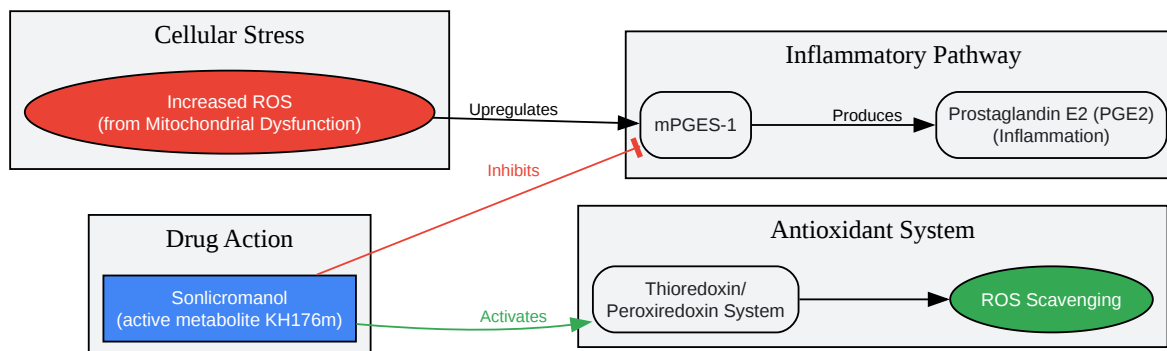 Cellular Stress
Increased ROS
(from Mitochondrial Dysfunction)
Upregulates
Inflammatory Pathway
mPGES-1
Produces
Prostaglandin E2 (PGE2)
(Inflammation)
Inhibits
Drug Action
Sonlicromanol
(active metabolite KH176m)
Activates
Antioxidant System
Thioredoxin/
Peroxiredoxin System
ROS Scavenging